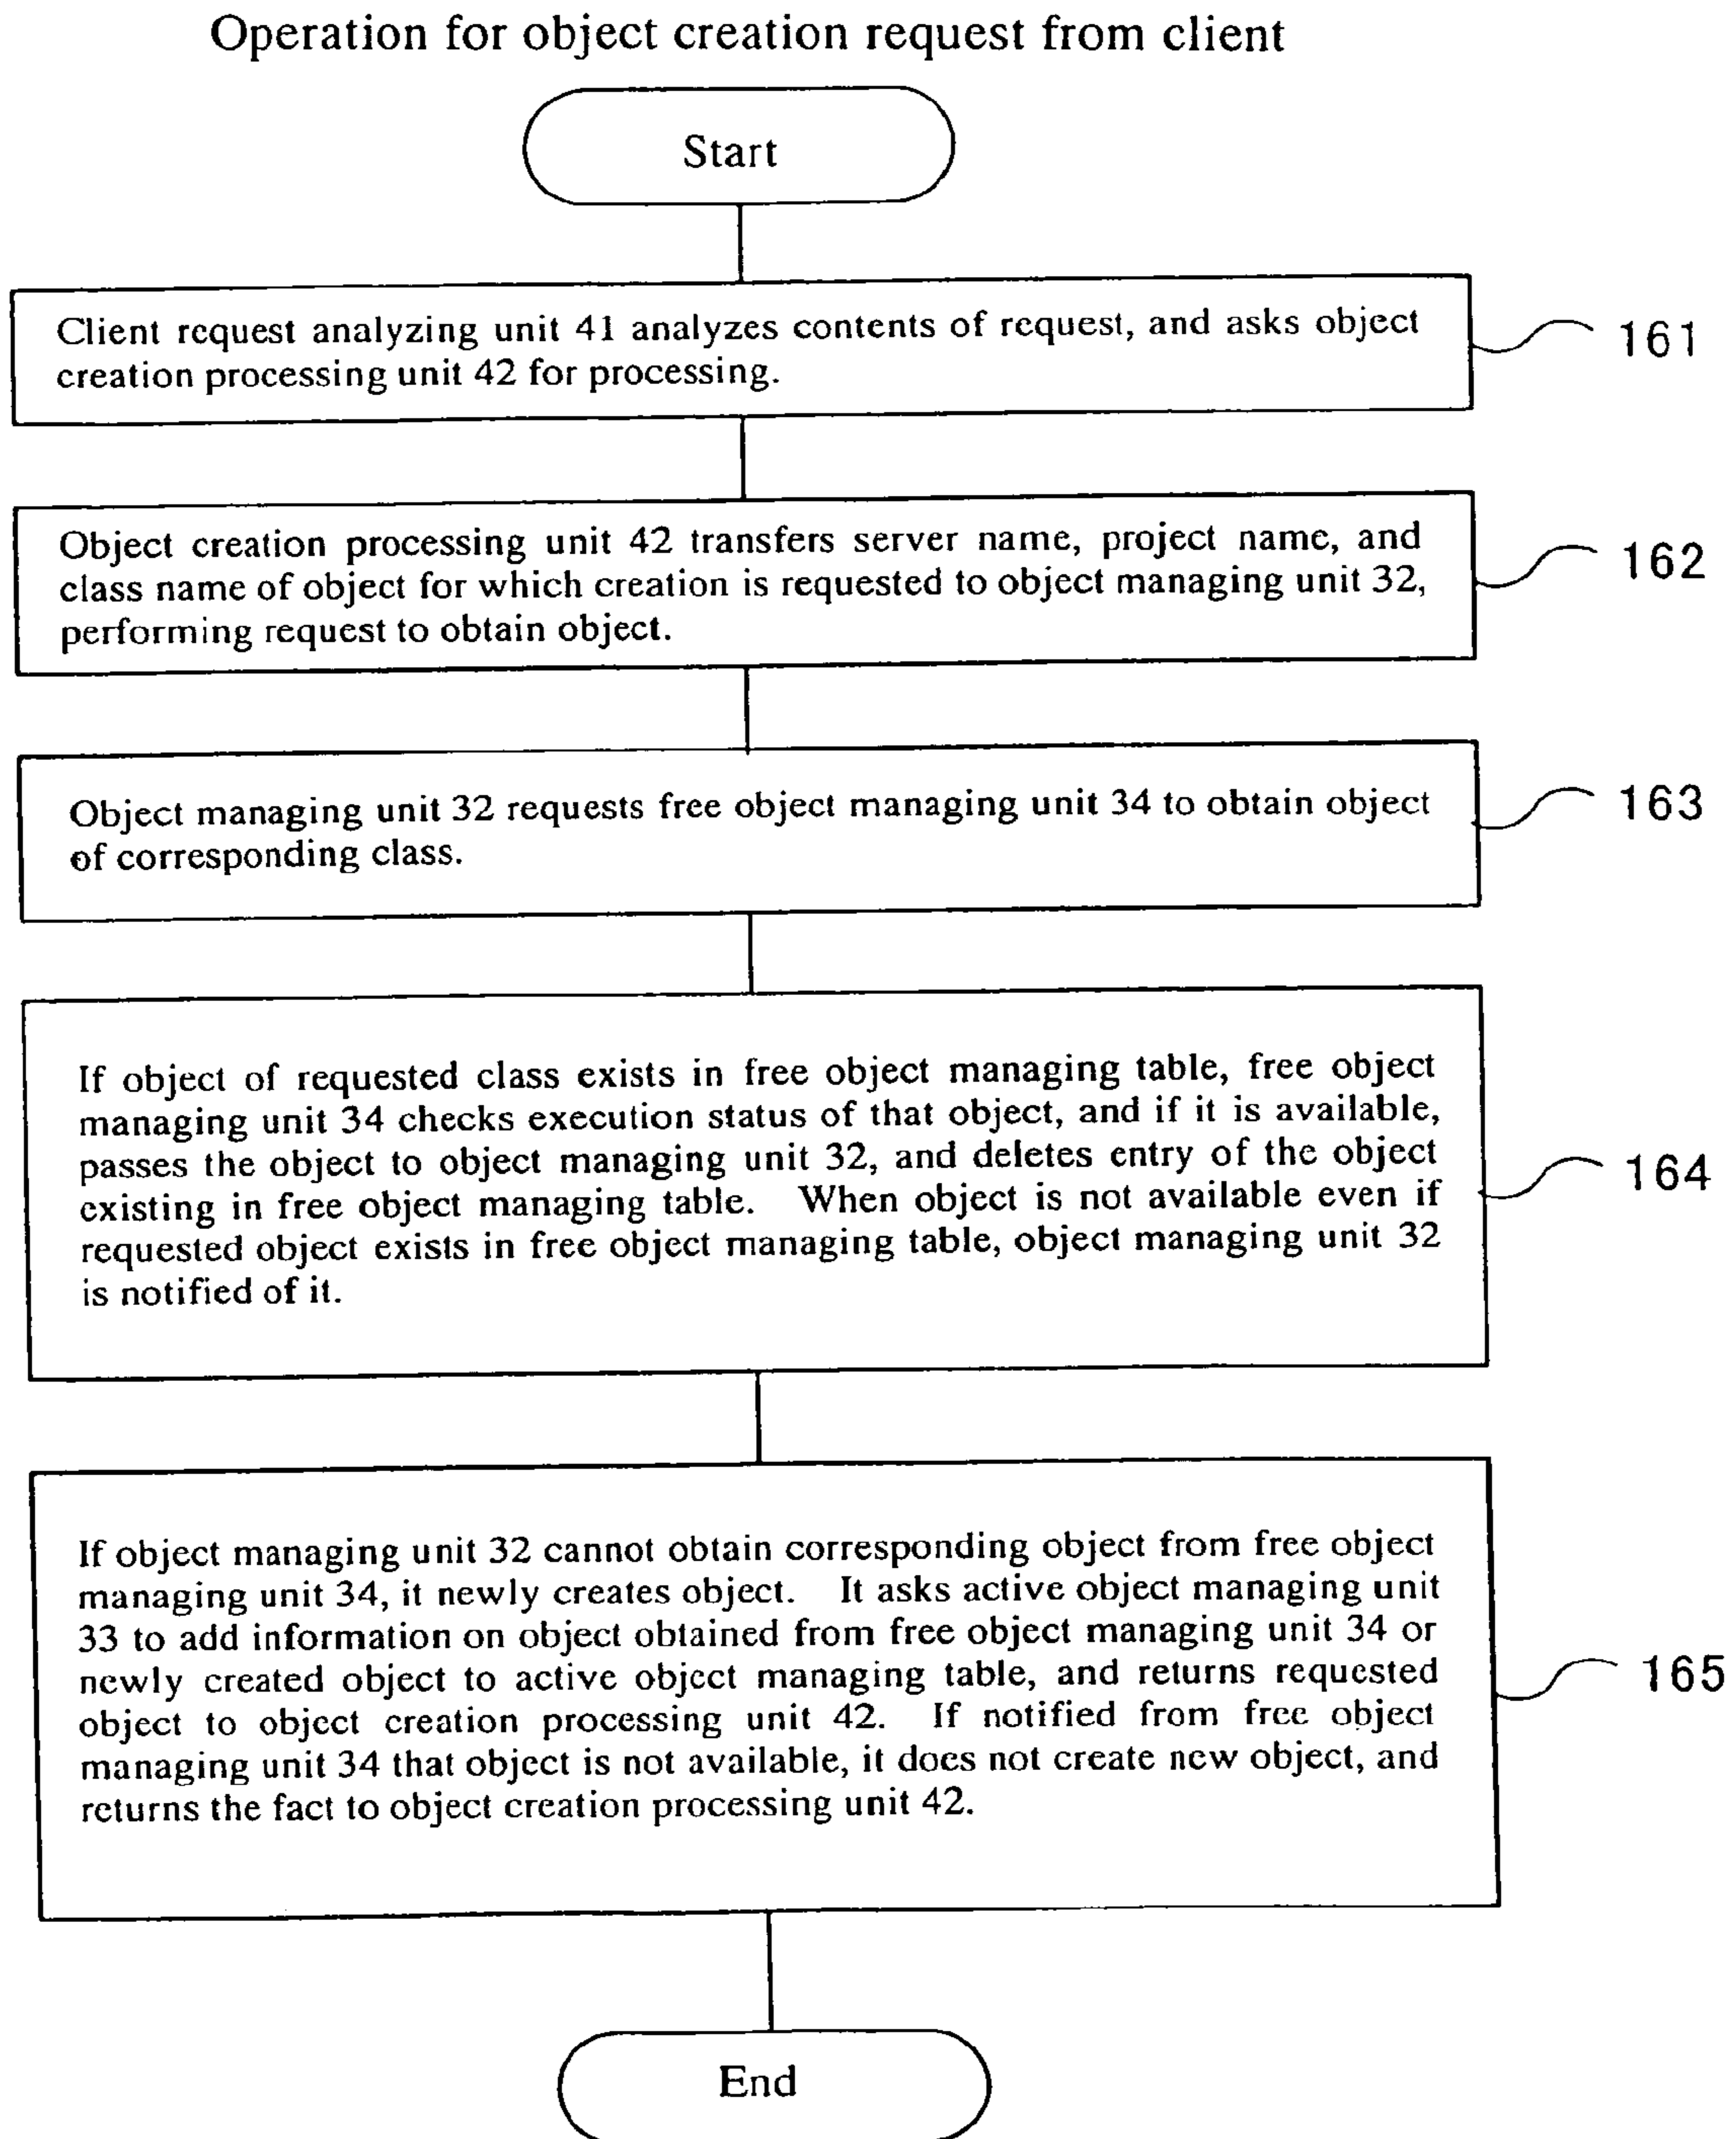 Operation for object creation request from client
Start
Client request analyzing unit 41 analyzes contents of request, and asks object
creation processing unit 42 for processing.
161
Object creation processing unit 42 transfers server name, project name, and
class name of object for which creation is requested to object managing unit 32,
performing request to obtain object.
162
Object managing unit 32 requests free object managing unit 34 to obtain object
of corresponding class.
163
If object of requested class exists in free object managing table, free object
managing unit 34 checks execution status of that object, and if it is available,
passes the object to object managing unit 32, and deletes entry of the object
existing in free object managing table. When object is not available even if
requested object exists in free object managing table, object managing unit 32
is notified of it.
164
If object managing unit 32 cannot obtain corresponding object from free object
managing unit 34, it newly creates object. It asks active object managing unit
33 to add information on object obtained from free object managing unit 34 or
newly created object to active object managing table, and returns requested
object to object creation processing unit 42. If notified from free object
managing unit 34 that object is not available, it does not create new object, and
returns the fact to object creation processing unit 42.
165
End